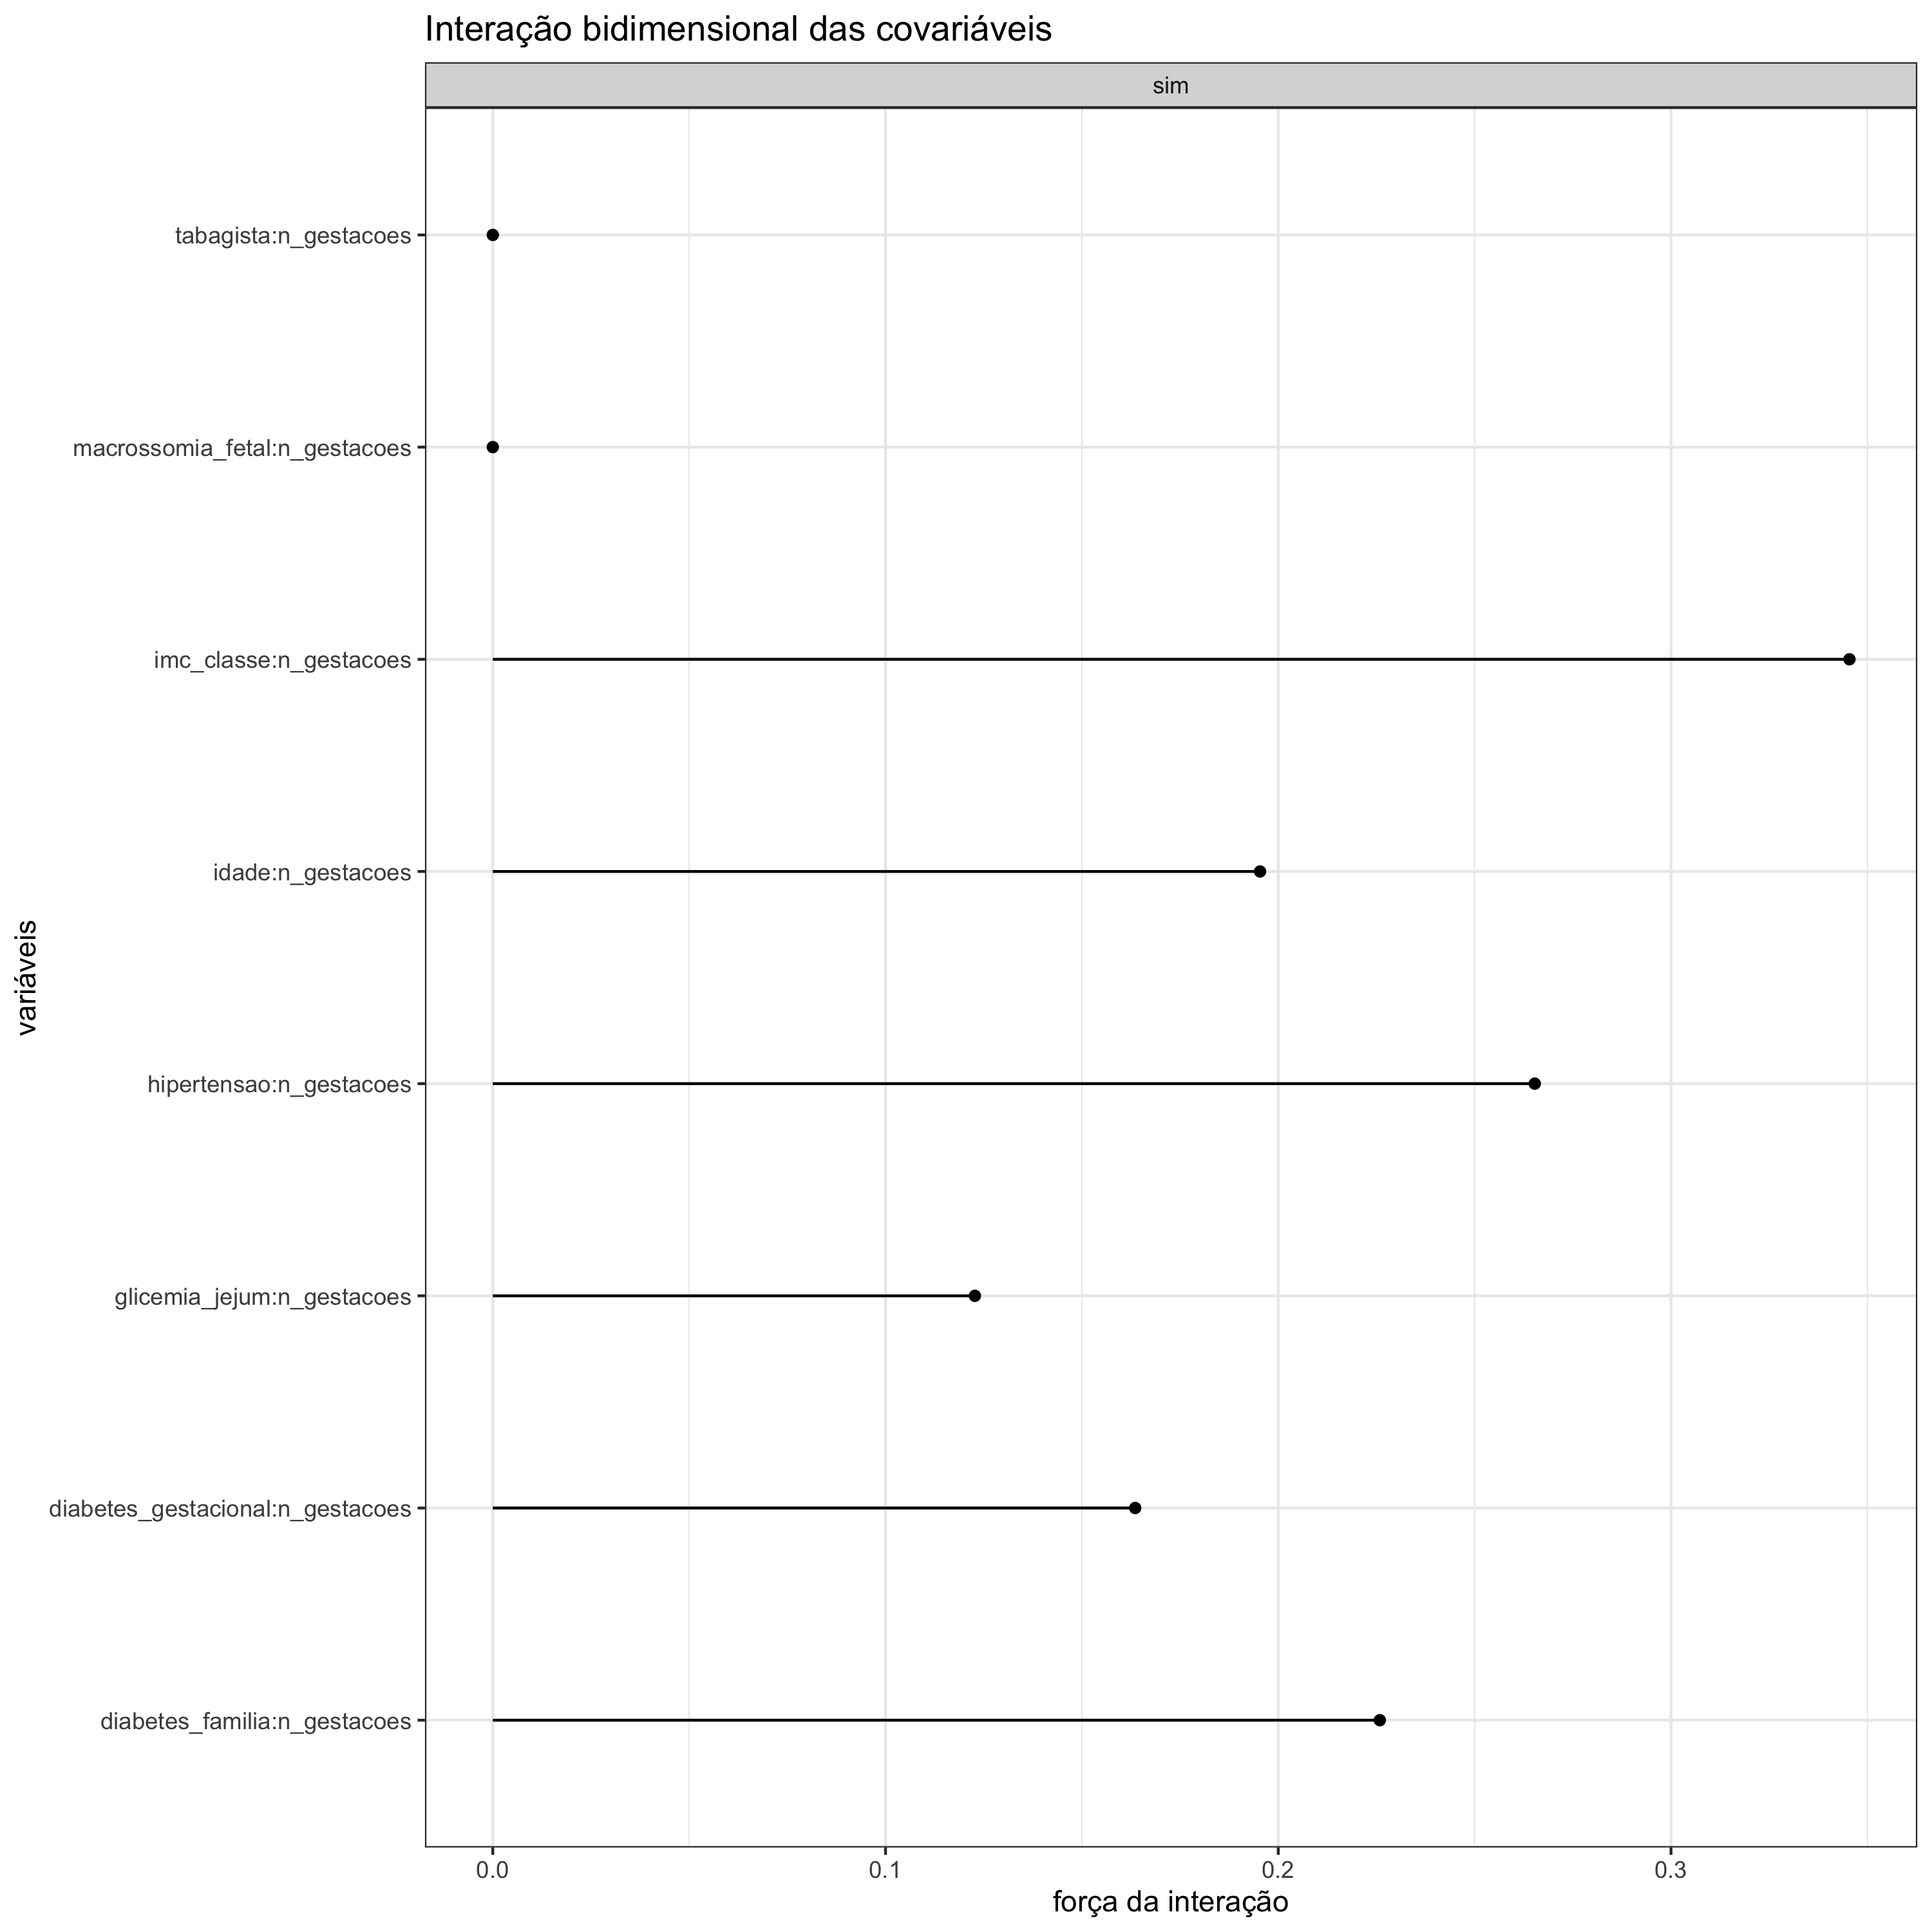 Interação bidimensional das covariáveis
sim
tabagista:n_gestacoes
macrossomia_fetal:n_gestacoes
imc_classe:n_gestacoes
idade:n_gestacoes
hipertensao:n_gestacoes
glicemia_jejum:n_gestacoes
diabetes_gestacional:n_gestacoes
diabetes_familia:n_gestacoes
variáveis
0.0 0.1 0.2 0.3
força da interação